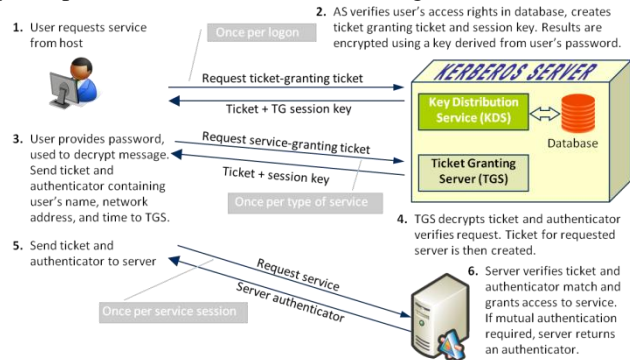 1. User requests service
from host
Once per logon
2. AS verifies user's access rights in database, creates
ticket granting ticket and session key. Results are
encrypted using a key derived from user's password.
Request ticket-granting ticket
Ticket + TG session key
KERBEROS SERVER
Key Distribution
Service (KDS)
Database
3. User provides password,
used to decrypt message.
Send ticket and
authenticator containing
user's name, network
address, and time to TGS.
Request service-granting ticket
Ticket + session key
Once per type of service
Ticket Granting
Server (TGS)
4. TGS decrypts ticket and authenticator
verifies request. Ticket for requested
server is then created.
5. Send ticket and
authenticator to server
Request service
Server authenticator
Once per service session
6. Server verifies ticket and
authenticator match and
grants access to service.
If mutual authentication
required, server returns
an authenticator.